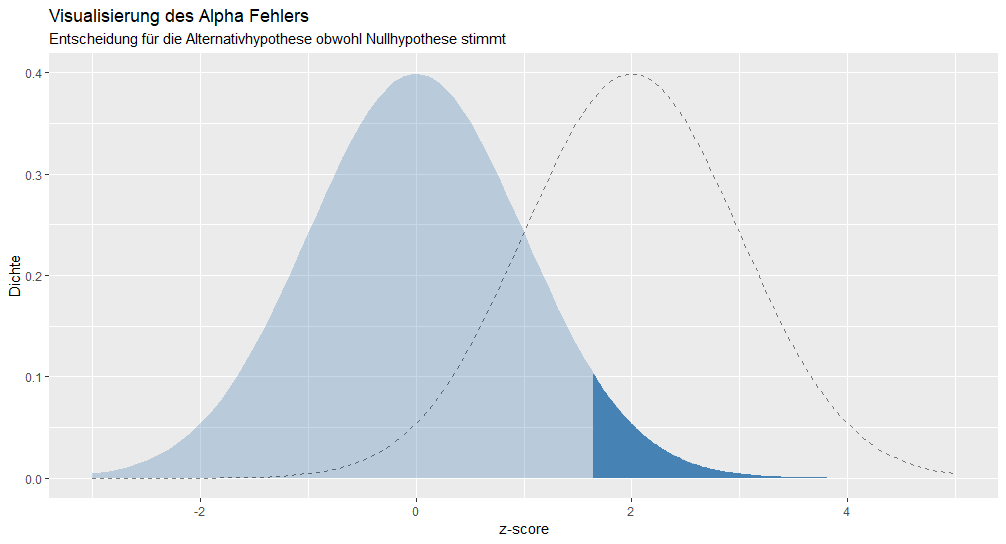 Visualisierung des Alpha Fehlers
Entscheidung für die Alternativhypothese obwohl Nullhypothese stimmt
0.4
0.3
0.2
0.1
0.0
Dichte
-2 0 2 4
z-score